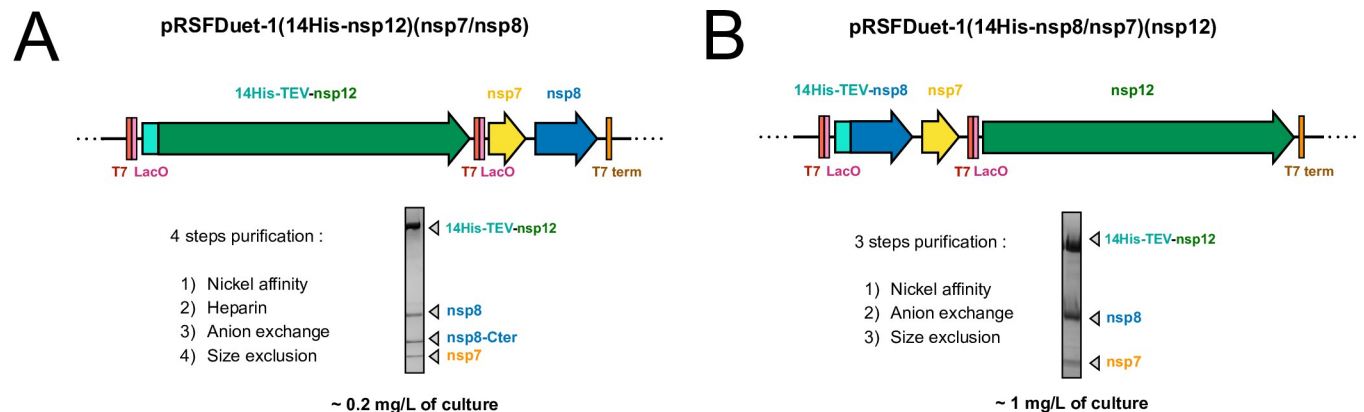 A
pRSFDuet-1(14His-nsp12)(nsp7/nsp8)
14His-TEV-nsp12
nsp7
nsp8
T7 LacO
T7 LacO
T7 term
4 steps purification :
1) Nickel affinity
2) Heparin
3) Anion exchange
4) Size exclusion
14His-TEV-nsp12
nsp8
nsp8-Cter
nsp7
~ 0.2 mg/L of culture
B
pRSFDuet-1(14His-nsp8/nsp7)(nsp12)
14His-TEV-nsp8
nsp7
nsp12
T7 LacO
T7 LacO
T7 term
3 steps purification :
1) Nickel affinity
2) Anion exchange
3) Size exclusion
14His-TEV-nsp12
nsp8
nsp7
~ 1 mg/L of culture